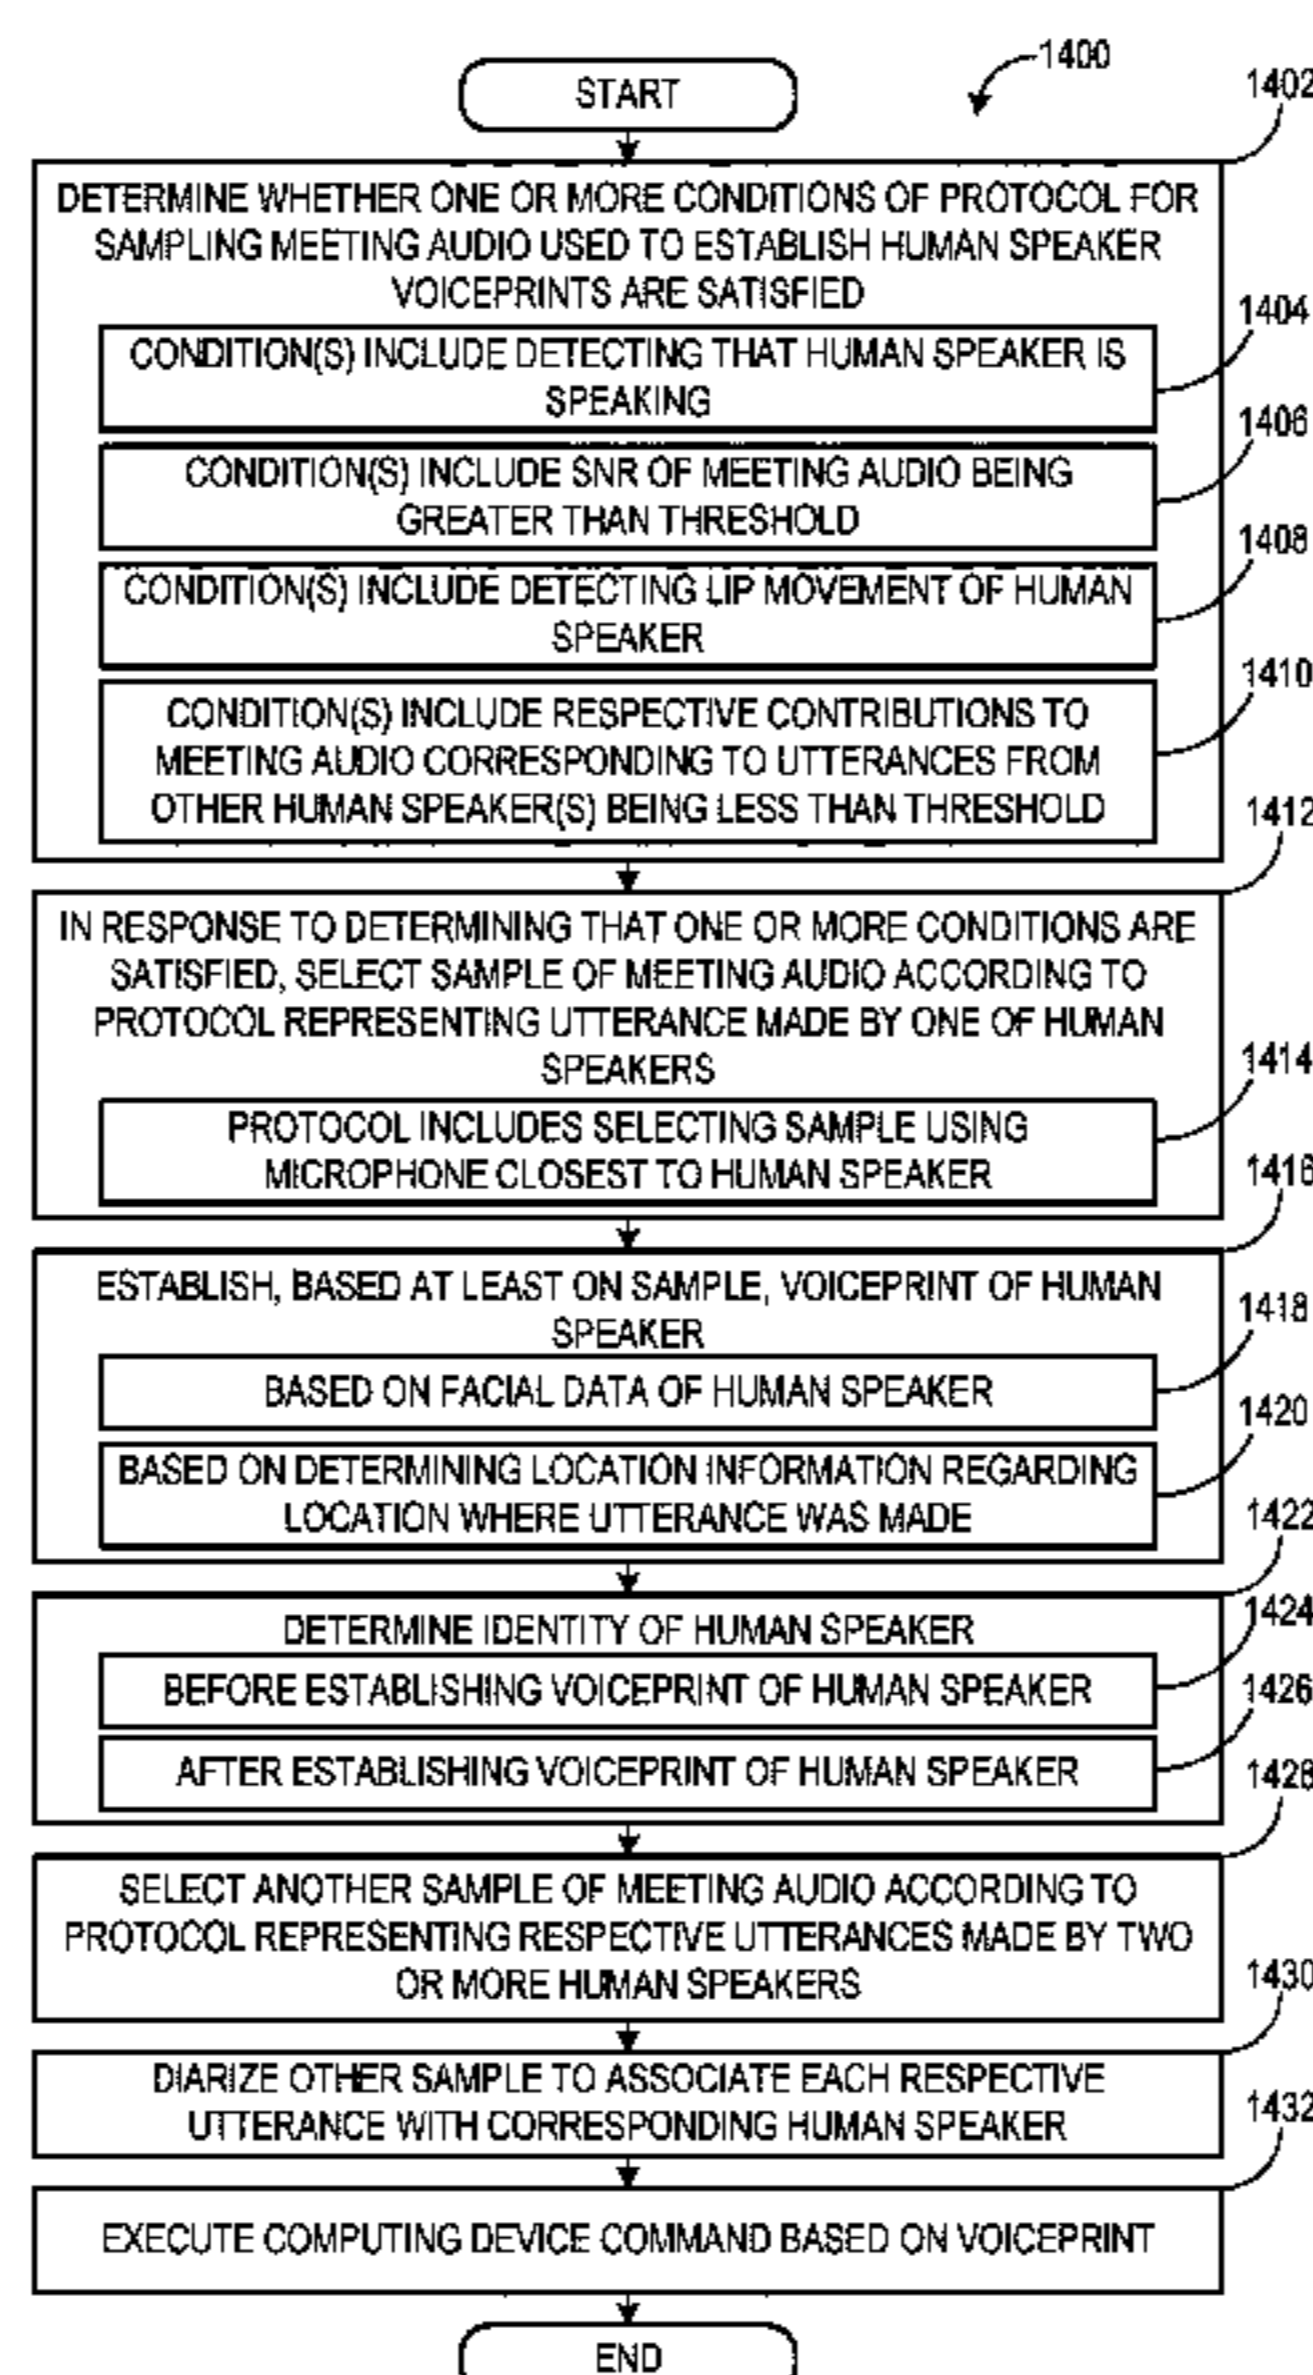 1400
START
1402
DETERMINE WHETHER ONE OR MORE CONDITIONS OF PROTOCOL FOR
SAMPLING MEETING AUDIO USED TO ESTABLISH HUMAN SPEAKER
VOICEPRINTS ARE SATISFIED
1404
CONDITION(S) INCLUDE DETECTING THAT HUMAN SPEAKER IS
SPEAKING
1406
CONDITION(S) INCLUDE SNR OF MEETING AUDIO BEING
GREATER THAN THRESHOLD
1408
CONDITION(S) INCLUDE DETECTING LIP MOVEMENT OF HUMAN
SPEAKER
1410
CONDITION(S) INCLUDE RESPECTIVE CONTRIBUTIONS TO
MEETING AUDIO CORRESPONDING TO UTTERANCES FROM
OTHER HUMAN SPEAKER(S) BEING LESS THAN THRESHOLD
1412
IN RESPONSE TO DETERMINING THAT ONE OR MORE CONDITIONS ARE
SATISFIED, SELECT SAMPLE OF MEETING AUDIO ACCORDING TO
PROTOCOL REPRESENTING UTTERANCE MADE BY ONE OF HUMAN
SPEAKERS
1414
PROTOCOL INCLUDES SELECTING SAMPLE USING
MICROPHONE CLOSEST TO HUMAN SPEAKER
1416
ESTABLISH, BASED AT LEAST ON SAMPLE, VOICEPRINT OF HUMAN
SPEAKER
1418
BASED ON FACIAL DATA OF HUMAN SPEAKER
1420
BASED ON DETERMINING LOCATION INFORMATION REGARDING
LOCATION WHERE UTTERANCE WAS MADE
1422
DETERMINE IDENTITY OF HUMAN SPEAKER
1424
BEFORE ESTABLISHING VOICEPRINT OF HUMAN SPEAKER
1426
AFTER ESTABLISHING VOICEPRINT OF HUMAN SPEAKER
1428
SELECT ANOTHER SAMPLE OF MEETING AUDIO ACCORDING TO
PROTOCOL REPRESENTING RESPECTIVE UTTERANCES MADE BY TWO
OR MORE HUMAN SPEAKERS
1430
DIARIZE OTHER SAMPLE TO ASSOCIATE EACH RESPECTIVE
UTTERANCE WITH CORRESPONDING HUMAN SPEAKER
1432
EXECUTE COMPUTING DEVICE COMMAND BASED ON VOICEPRINT
END